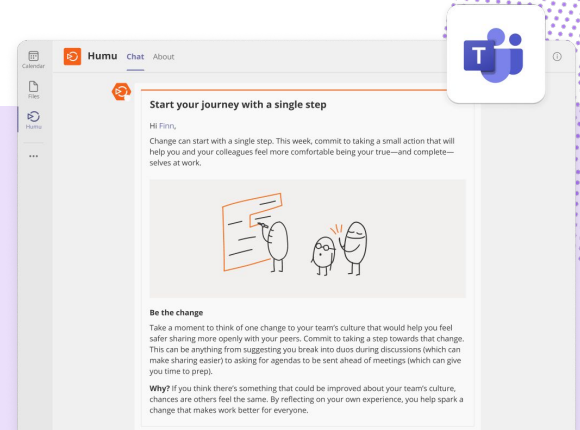 Calendar
Files
Humu
Humu Chat About
T
Start your journey with a single step
Hi Finn,
Change can start with a single step. This week, commit to taking a small action that will
help you and your colleagues feel more comfortable being your true—and complete—
selves at work.
Be the change
Take a moment to think of one change to your team's culture that would help you feel
safer sharing more openly with your peers. Commit to taking a step towards that change.
This can be anything from suggesting you break into duos during discussions (which can
make sharing easier) to asking for agendas to be sent ahead of meetings (which can give
you time to prep).
Why? If you think there's something that could be improved about your team's culture,
chances are others feel the same. By reflecting on your own experience, you help spark a
change that makes work better for everyone.